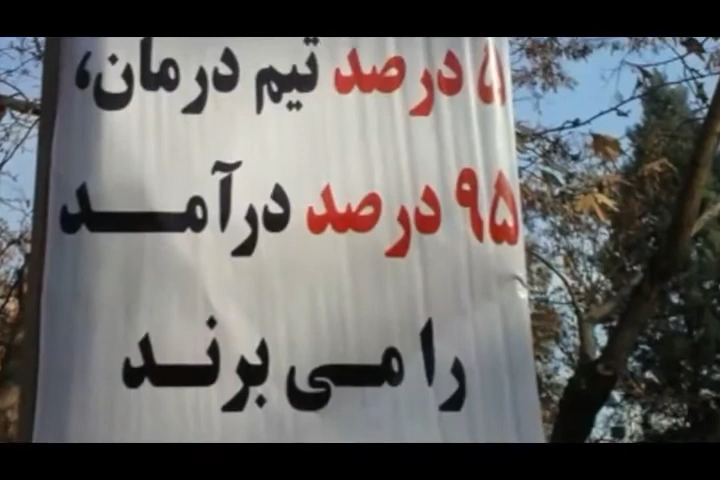 ۵ درصد تیم درمان،
۹۵ درصد درآمد
را می برند